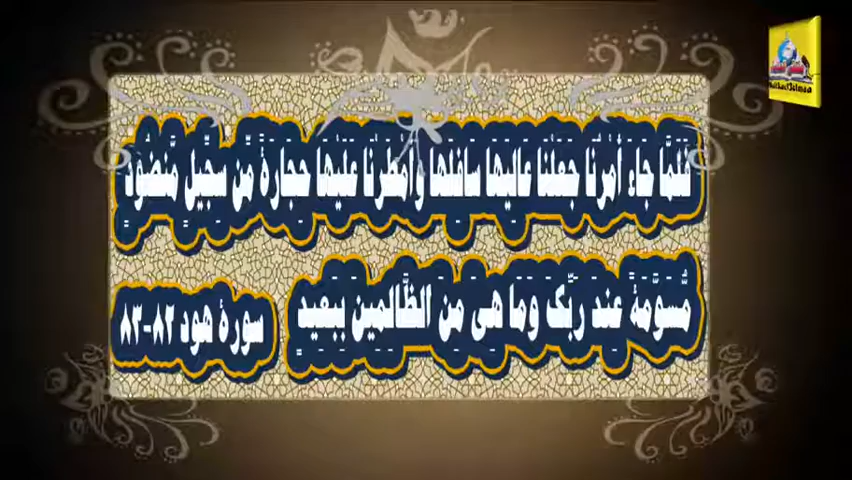 فَلَمَّا جَاءَ أَمْرُنَا جَعَلْنَا عَالِيَهَا سَافِلَهَا وَأَمْطَرْنَا عَلَيْهَا حِجَارَةً مِّن سِجِّيلٍ مَّنضُودٍ
مُّسَوَّمَةً عِندَ رَبِّكَ وَمَا هِىَ مِنَ الظَّالِمِينَ بِبَعِيدٍ
سورة هود ٨٢-٨٣